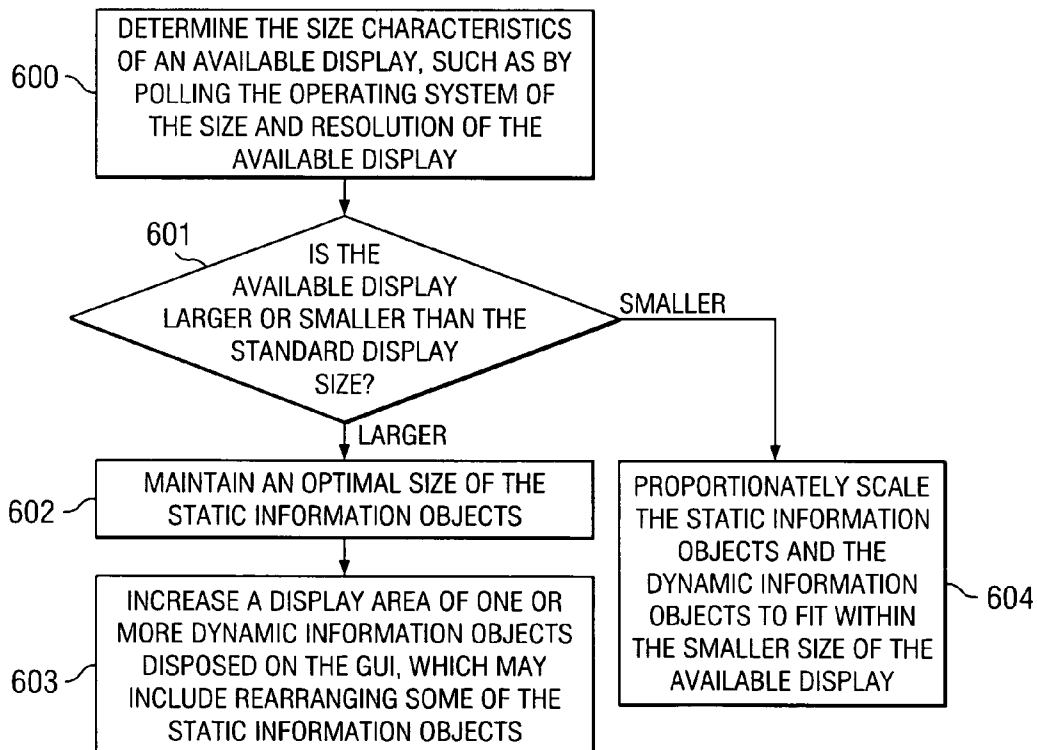 600
DETERMINE THE SIZE CHARACTERISTICS
OF AN AVAILABLE DISPLAY, SUCH AS BY
POLLING THE OPERATING SYSTEM OF
THE SIZE AND RESOLUTION OF THE
AVAILABLE DISPLAY
601
IS THE
AVAILABLE DISPLAY
LARGER OR SMALLER THAN THE
STANDARD DISPLAY
SIZE?
SMALLER
LARGER
602
MAINTAIN AN OPTIMAL SIZE OF THE
STATIC INFORMATION OBJECTS
603
INCREASE A DISPLAY AREA OF ONE OR
MORE DYNAMIC INFORMATION OBJECTS
DISPOSED ON THE GUI, WHICH MAY
INCLUDE REARRANGING SOME OF THE
STATIC INFORMATION OBJECTS
PROPORTIONATELY SCALE
THE STATIC INFORMATION
OBJECTS AND THE
DYNAMIC INFORMATION
OBJECTS TO FIT WITHIN
THE SMALLER SIZE OF THE
AVAILABLE DISPLAY
604